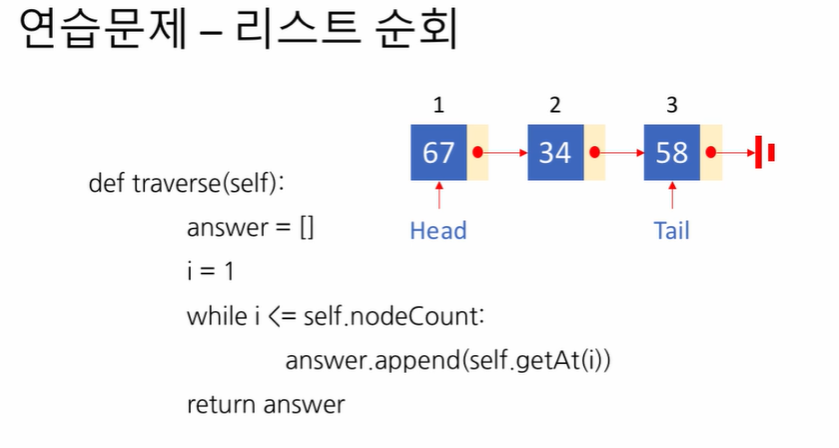 연습문제 – 리스트 순회
1 2 3
67 34 58
Head Tail
def traverse(self):
answer = []
i = 1
while i <= self.nodeCount:
answer.append(self.getAt(i))
return answer